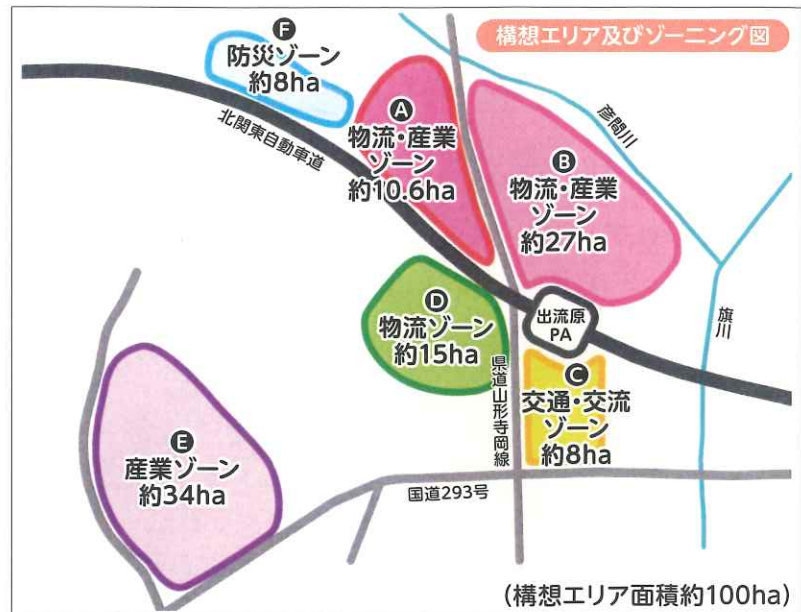 構想エリア及びゾーニング図
F
防災ゾーン
約8ha
北関東自動車道
A
物流・産業
ゾーン
約10.6ha
彦間川
B
物流・産業
ゾーン
約27ha
D
物流ゾーン
約15ha
出流原
PA
旗川
県道山形寺岡線
C
交通・交流
ゾーン
約8ha
E
産業ゾーン
約34ha
国道293号
(構想エリア面積約100ha)